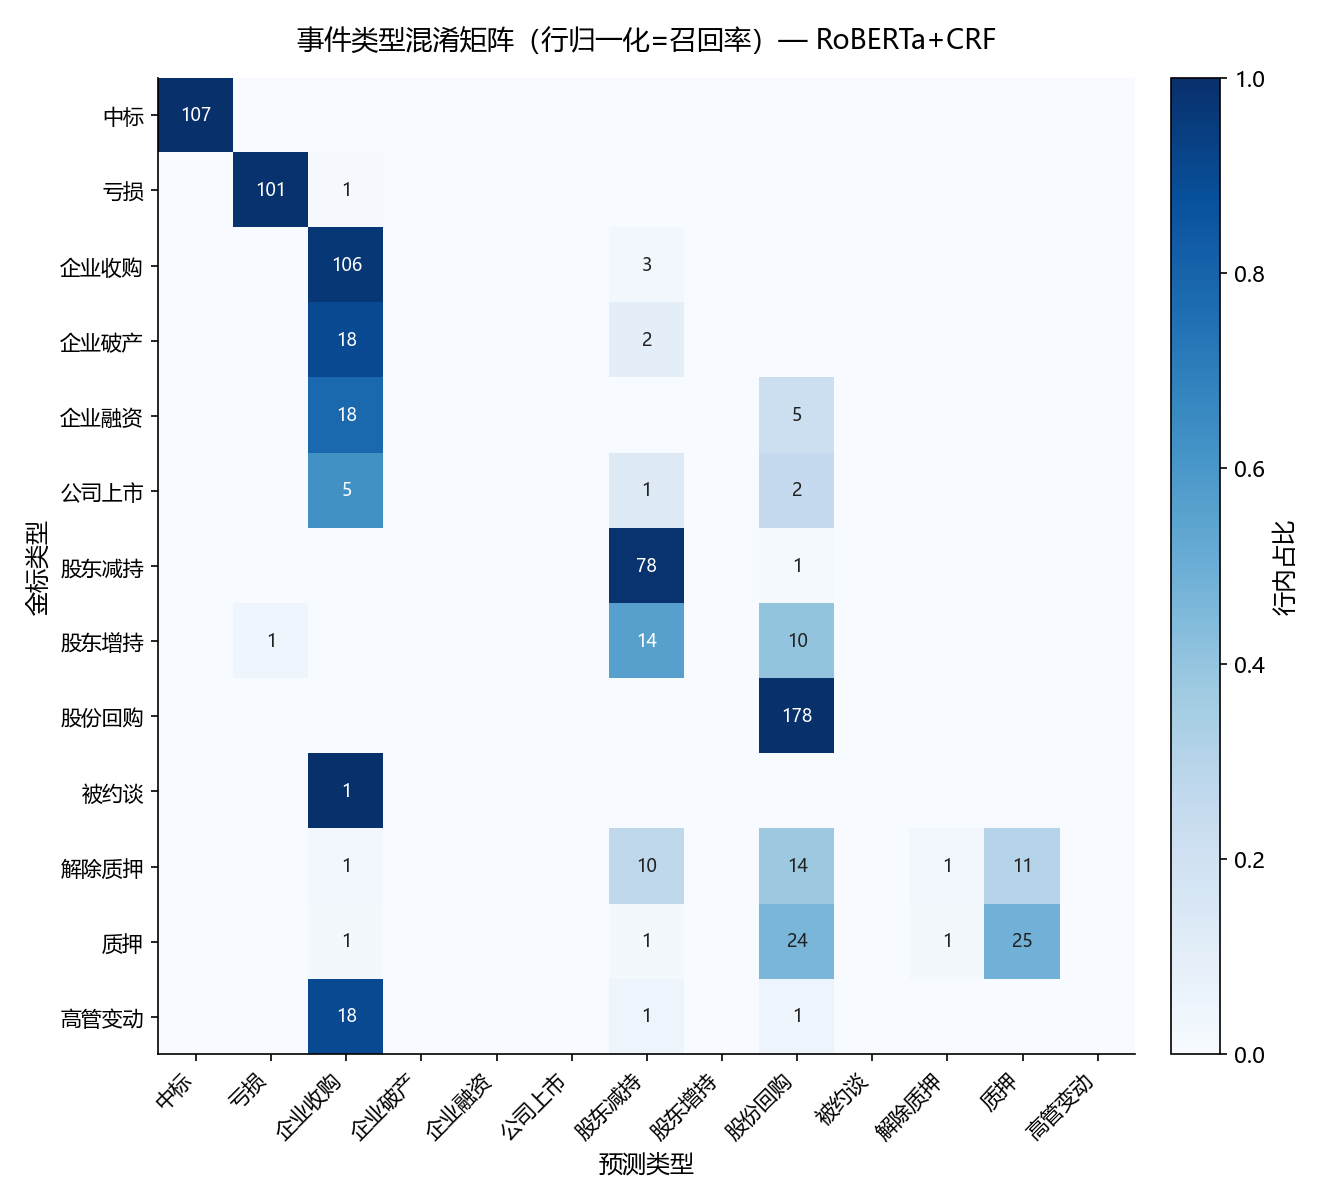 事件类型混淆矩阵（行归一化=召回率）— RoBERTa+CRF
金标类型
中标 107
亏损 101 1
企业收购 106 3
企业破产 18 2
企业融资 18 5
公司上市 5 1 2
股东减持 78 1
股东增持 1 14 10
股份回购 178
被约谈 1
解除质押 1 10 14 1 11
质押 1 1 24 1 25
高管变动 18 1 1
中标 亏损 企业收购 企业破产 企业融资 公司上市 股东减持 股东增持 股份回购 被约谈 解除质押 质押 高管变动
预测类型
1.0
0.8
0.6
0.4
0.2
0.0
行内占比